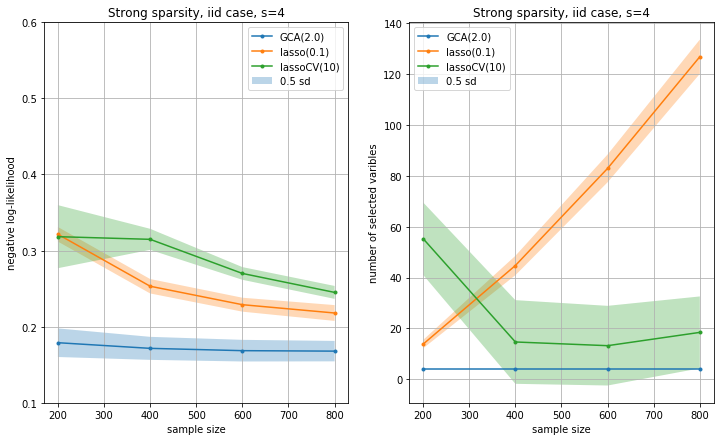 Strong sparsity, iid case, s=4
negative log-likelihood
0.6
0.5
0.4
0.3
0.2
0.1
GCA(2.0)
lasso(0.1)
lassoCV(10)
0.5 sd
200 300 400 500 600 700 800
sample size
Strong sparsity, iid case, s=4
number of selected varibles
140
120
100
80
60
40
20
0
GCA(2.0)
lasso(0.1)
lassoCV(10)
0.5 sd
200 300 400 500 600 700 800
sample size